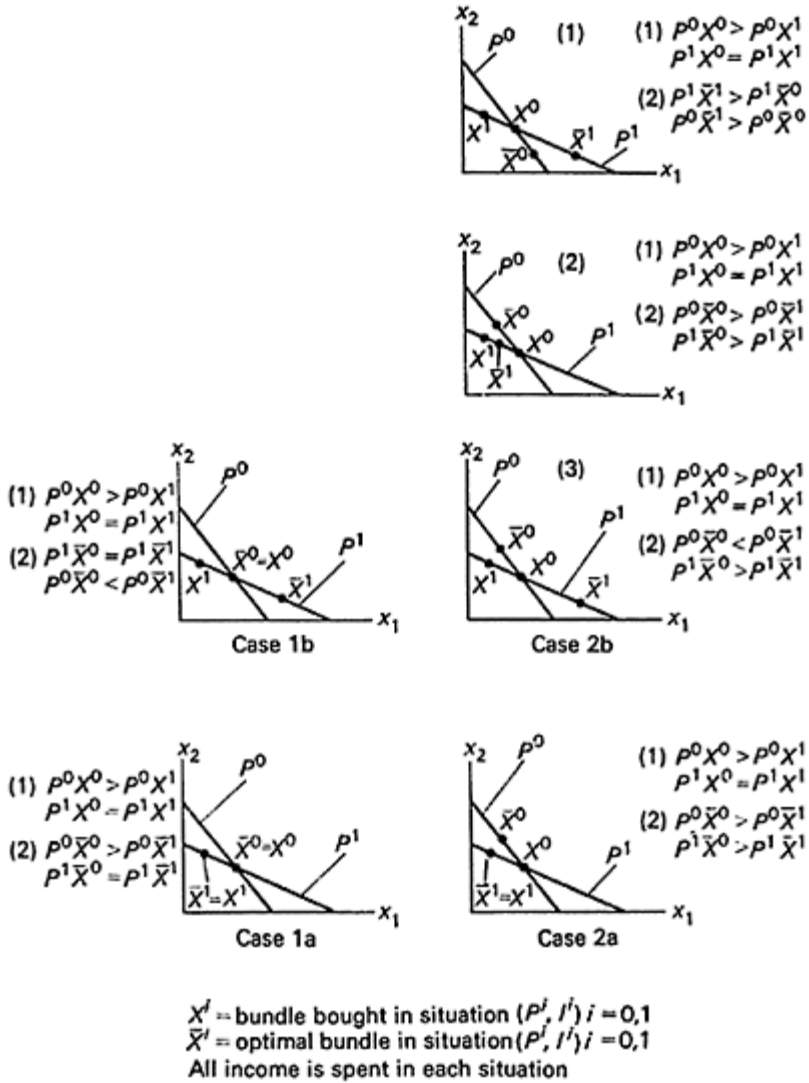 x₂
P⁰
(1)
(1) P⁰X⁰ > P⁰X¹
P¹X⁰ = P¹X¹
(2) P¹X̄¹ > P¹X̄⁰
P⁰X̄¹ > P⁰X̄⁰
X⁰
X¹
X̄⁰
X̄¹
P¹
x₁
x₂
P⁰
(2)
(1) P⁰X⁰ > P⁰X¹
P¹X⁰ = P¹X¹
(2) P⁰X̄⁰ > P⁰X̄¹
P¹X̄⁰ > P¹X̄¹
X̄⁰
X⁰
X¹
X̄¹
P¹
x₁
(1) P⁰X⁰ > P⁰X¹
P¹X⁰ = P¹X¹
(2) P¹X̄⁰ = P¹X̄¹
P⁰X̄⁰ < P⁰X̄¹
x₂
P⁰
X̄⁰=X⁰
P¹
X¹
X̄¹
x₁
Case 1b
x₂
P⁰
(3)
(1) P⁰X⁰ > P⁰X¹
P¹X⁰ = P¹X¹
(2) P⁰X̄⁰ < P⁰X̄¹
P¹X̄⁰ > P¹X̄¹
X̄⁰
X⁰
P¹
X¹
X̄¹
x₁
Case 2b
(1) P⁰X⁰ > P⁰X¹
P¹X⁰ = P¹X¹
(2) P⁰X̄⁰ > P⁰X̄¹
P¹X̄⁰ = P¹X̄¹
x₂
P⁰
X̄⁰=X⁰
P¹
X̄¹=X¹
x₁
Case 1a
x₂
P⁰
(1) P⁰X⁰ > P⁰X¹
P¹X⁰ = P¹X¹
(2) P⁰X̄⁰ > P⁰X̄¹
P¹X̄⁰ > P¹X̄¹
X̄⁰
X⁰
P¹
X̄¹=X¹
x₁
Case 2a
Xⁱ = bundle bought in situation (Pⁱ, Iⁱ) i = 0,1
X̄ⁱ = optimal bundle in situation (Pⁱ, Iⁱ) i = 0,1
All income is spent in each situation